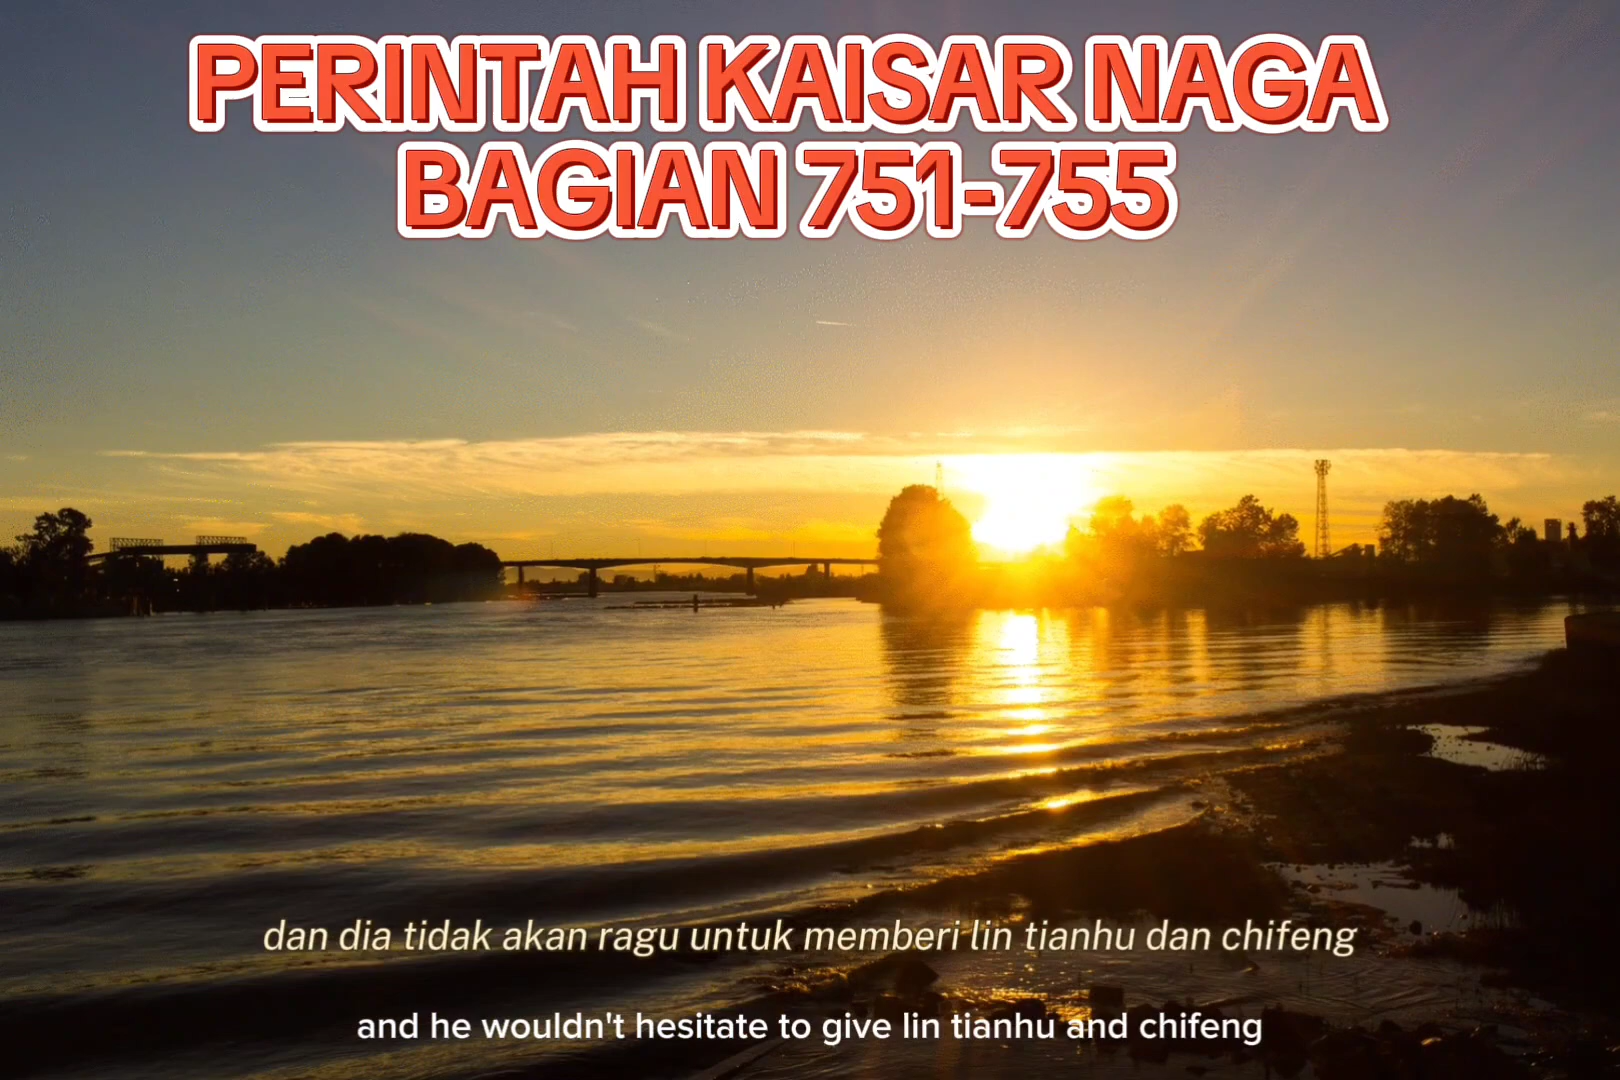 PERINTAH KAISAR NAGA
BAGIAN 751-755
dan dia tidak akan ragu untuk memberi lin tianhu dan chifeng
and he wouldn't hesitate to give lin tianhu and chifeng